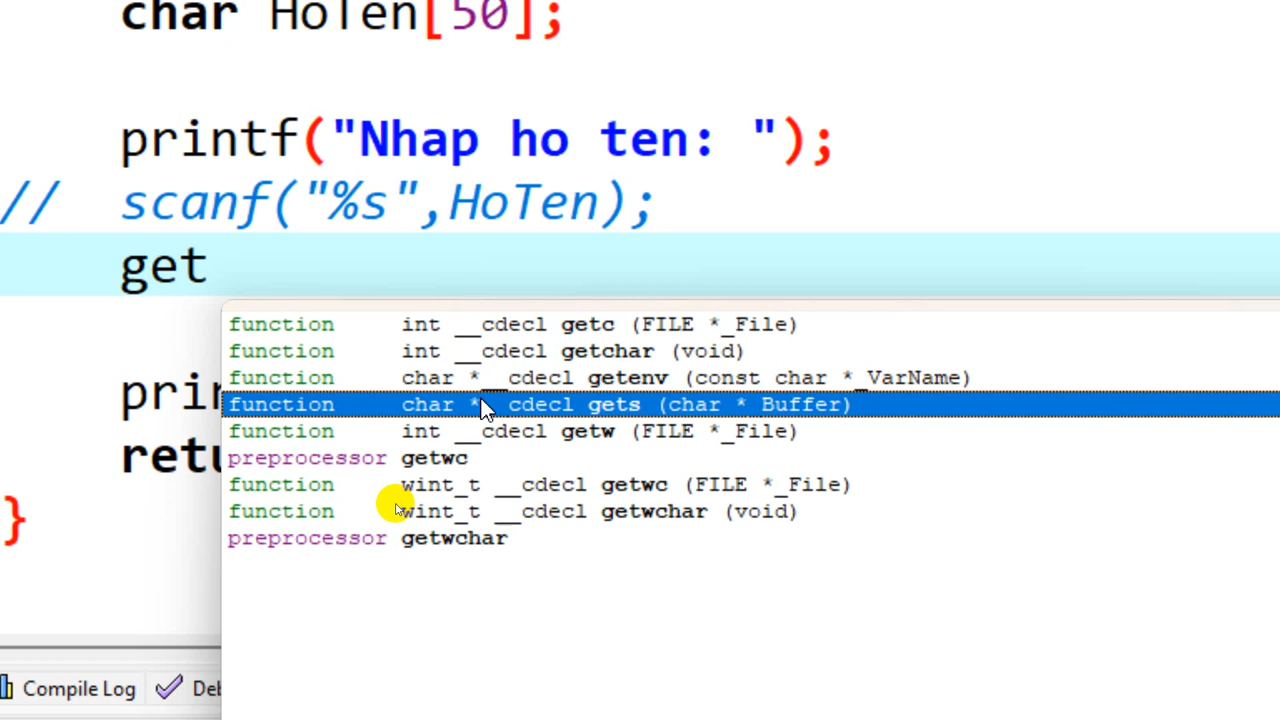 char HoTen[50];
printf("Nhap ho ten: ");
// scanf("%s",HoTen);
get
function int __cdecl getc (FILE *_File)
function int __cdecl getchar (void)
function char *__cdecl getenv (const char *_VarName)
function char *__cdecl gets (char * Buffer)
function int __cdecl getw (FILE *_File)
preprocessor getwc
function wint_t __cdecl getwc (FILE *_File)
function wint_t __cdecl getwchar (void)
preprocessor getwchar
}
Compile Log